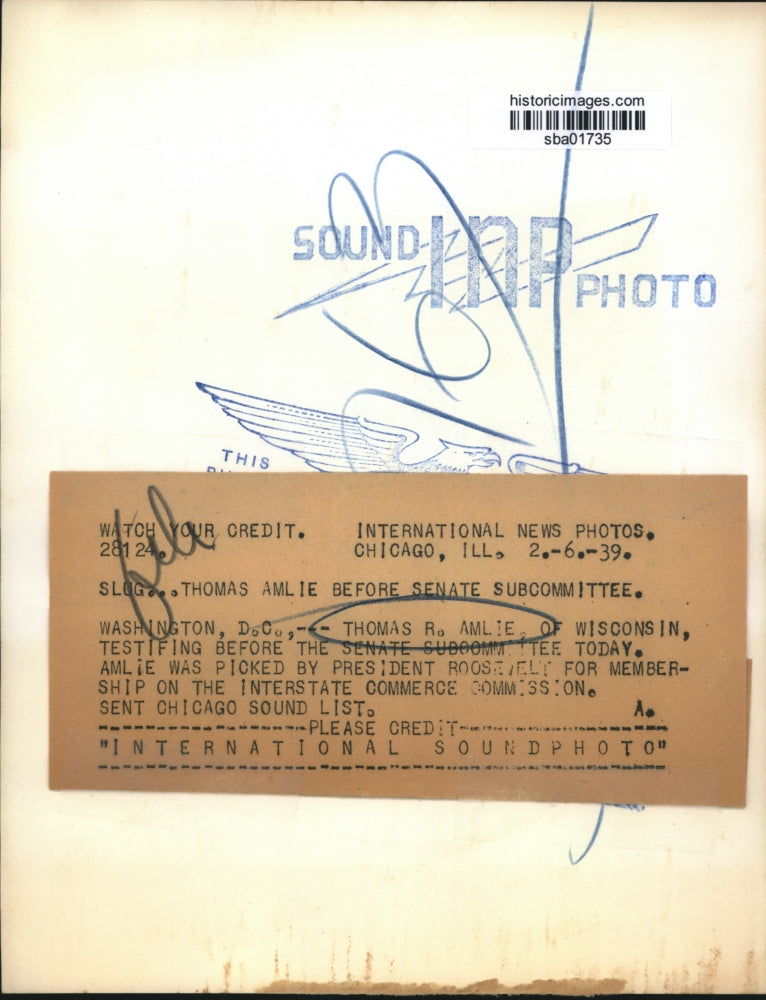 historicimages.com
sba01735
SOUND INP PHOTO
THIS
WATCH YOUR CREDIT. INTERNATIONAL NEWS PHOTOS.
28124. CHICAGO, ILL. 2.-6.-39.
SLUG...THOMAS AMLIE BEFORE SENATE SUBCOMMITTEE.
WASHINGTON, D.C.,--- THOMAS R. AMLIE, OF WISCONSIN,
TESTIFING BEFORE THE SENATE SUBCOMMITTEE TODAY.
AMLIE WAS PICKED BY PRESIDENT ROOSEVELT FOR MEMBER-
SHIP ON THE INTERSTATE COMMERCE COMMISSION.
SENT CHICAGO SOUND LIST. A.
---------------PLEASE CREDIT---------------
"INTERNATIONAL SOUNDPHOTO"